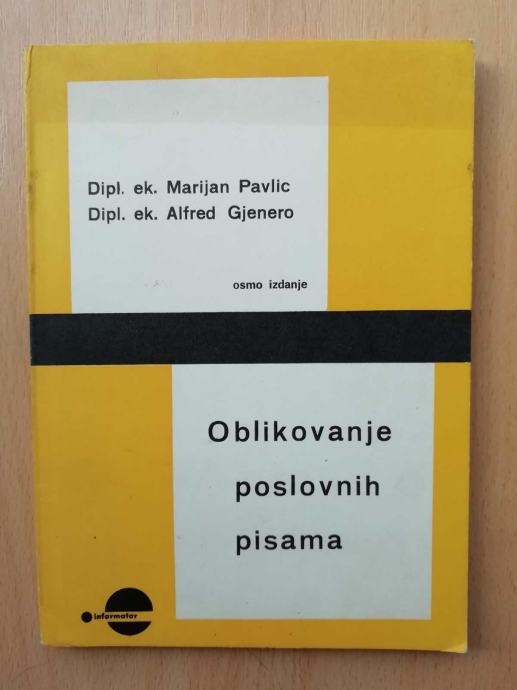 Dipl. ek. Marijan Pavlic
Dipl. ek. Alfred Gjenero
osmo izdanje
Oblikovanje
poslovnih
pisama
informator